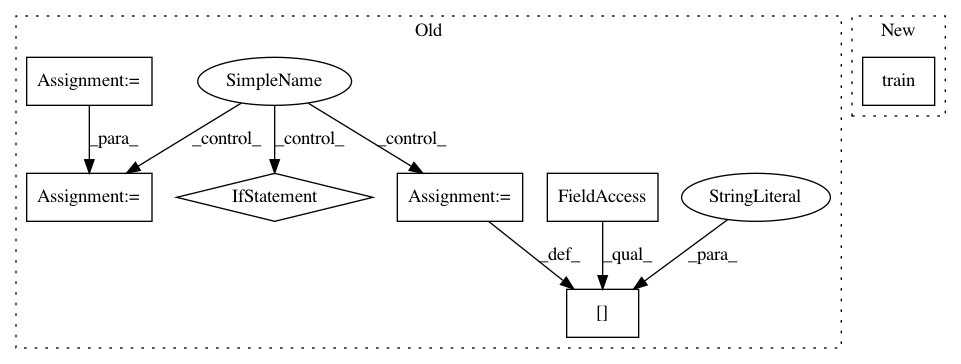 Old
New
Assignment:=
SimpleName
train
_para_
_control_
_control_
_control_
Assignment:=
IfStatement
Assignment:=
FieldAccess
StringLiteral
_def_
_qual_
_para_
[]